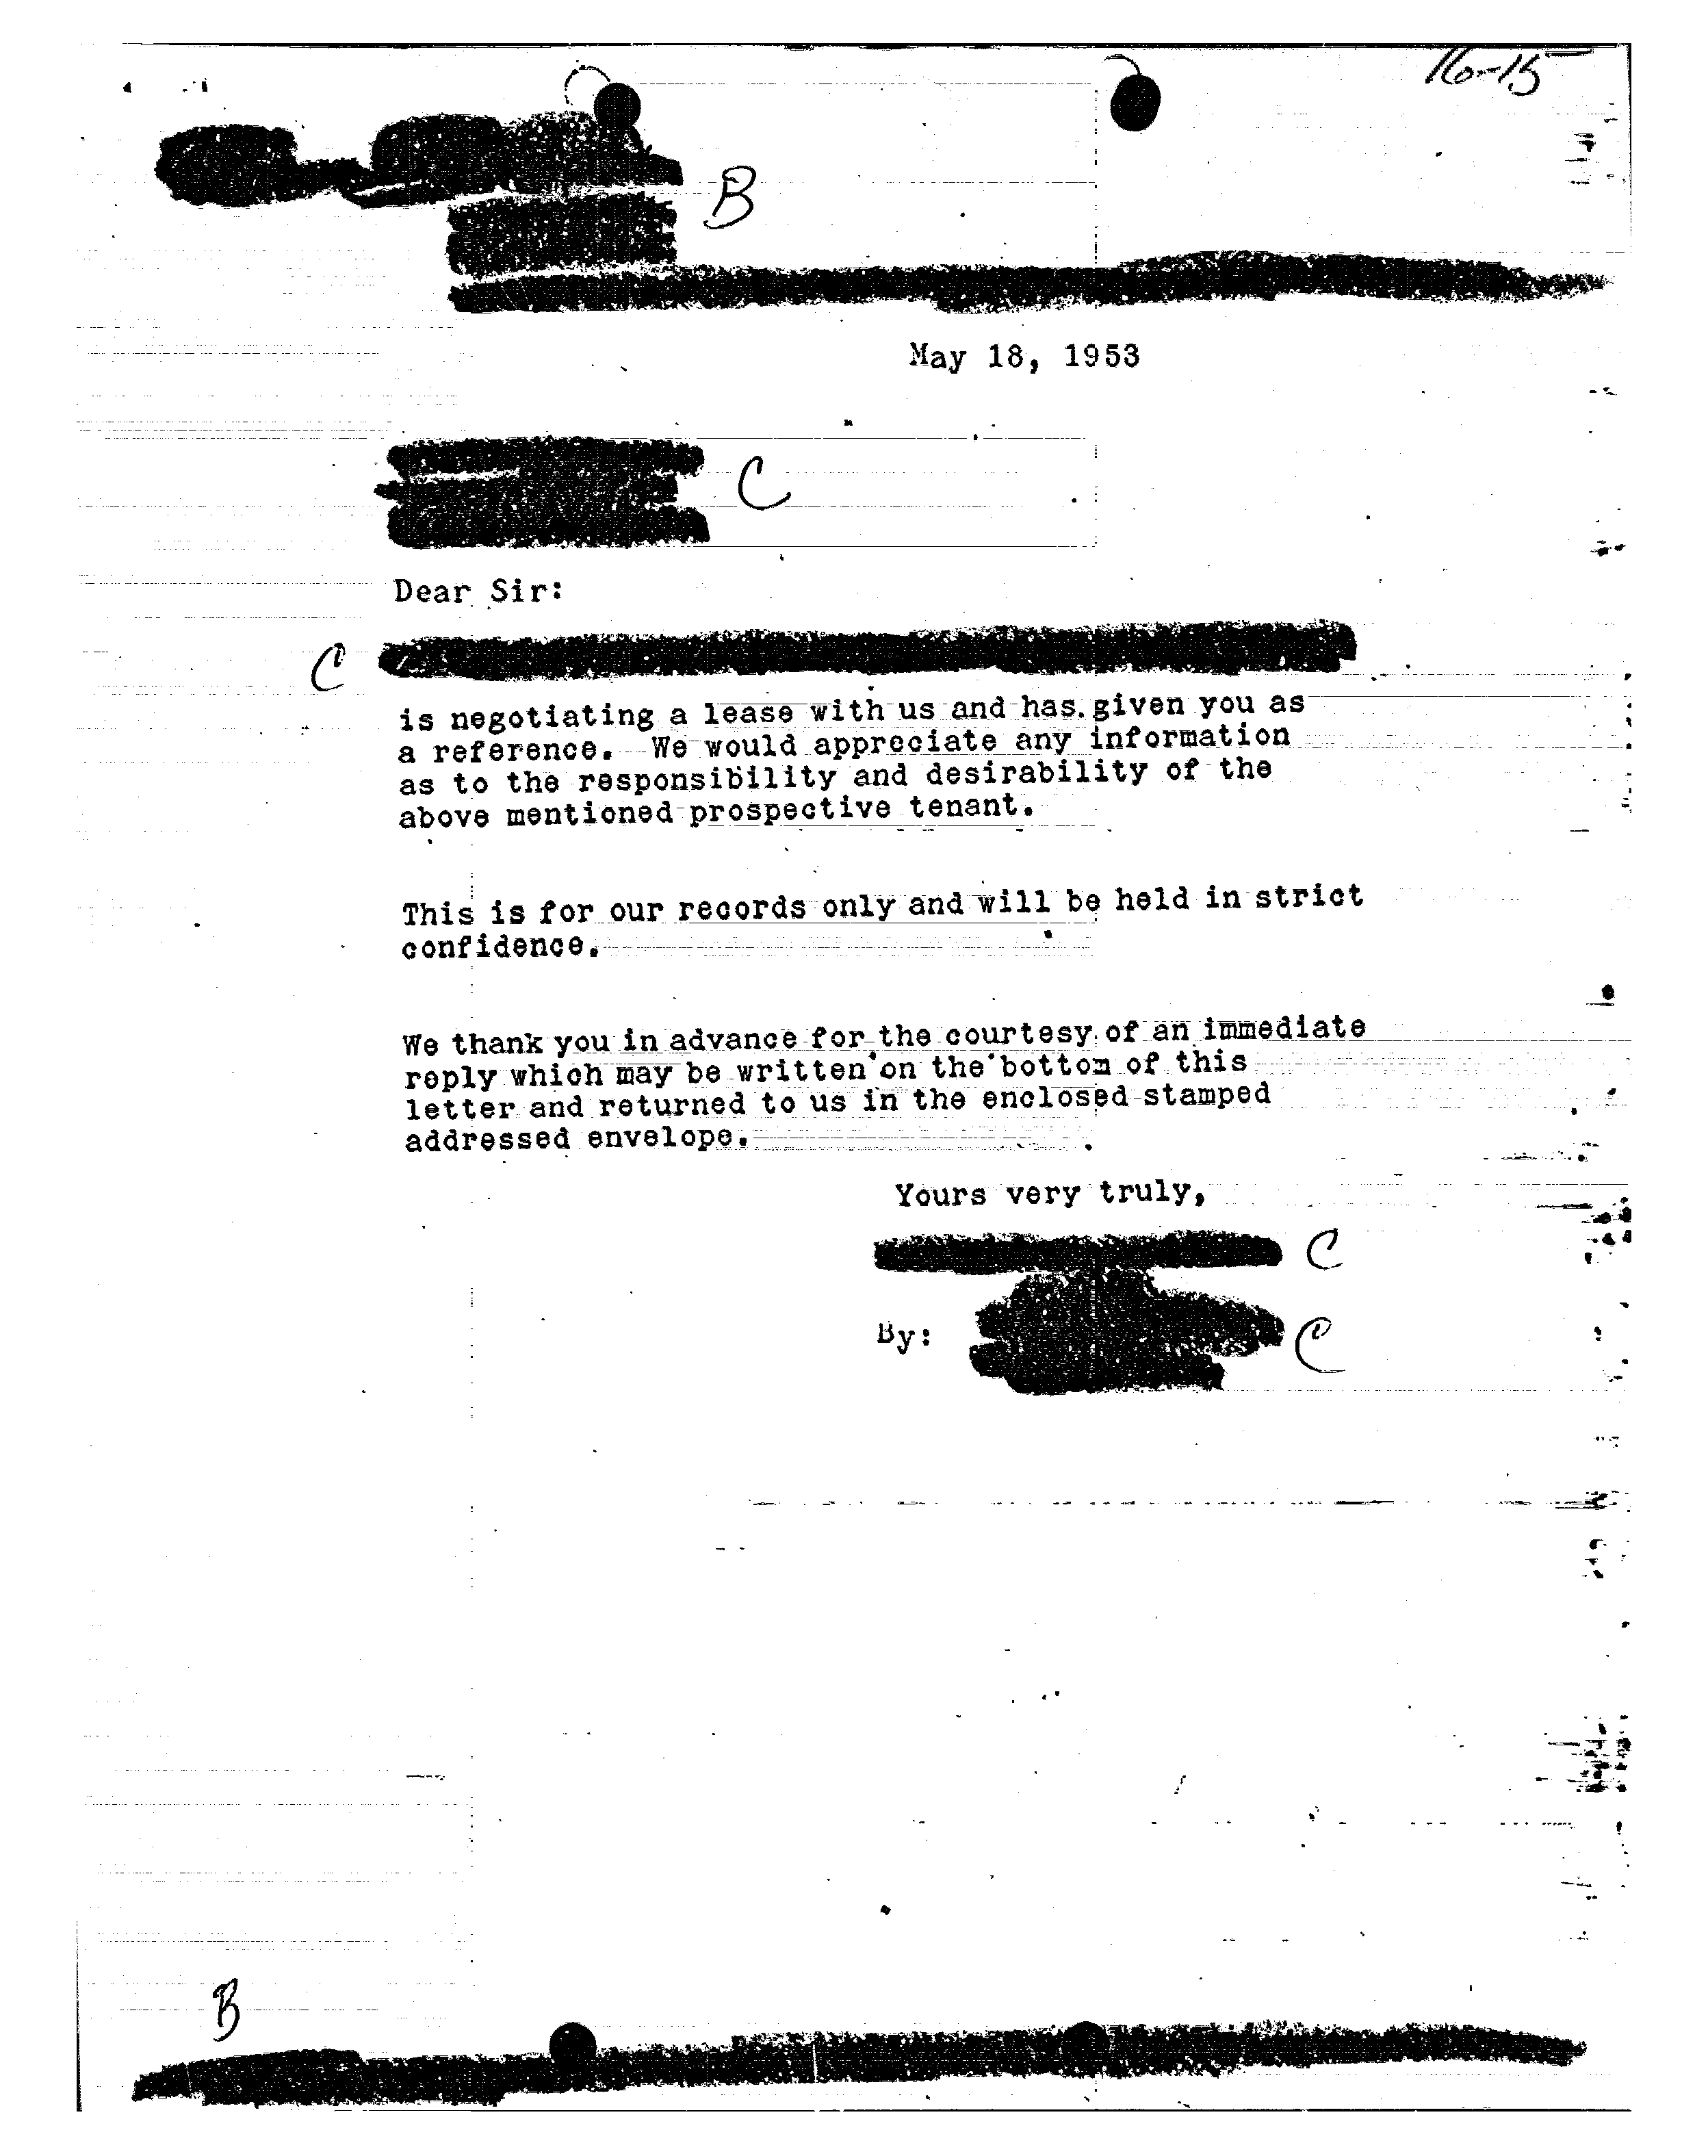 16-15
B
May 18, 1953
C
Dear Sir:
C
is negotiating a lease with us and has given you as
a reference. We would appreciate any information
as to the responsibility and desirability of the
above mentioned prospective tenant.
This is for our records only and will be held in strict
confidence.
We thank you in advance for the courtesy of an immediate
reply which may be written on the bottom of this
letter and returned to us in the enclosed stamped
addressed envelope.
Yours very truly,
C
By:
C
B